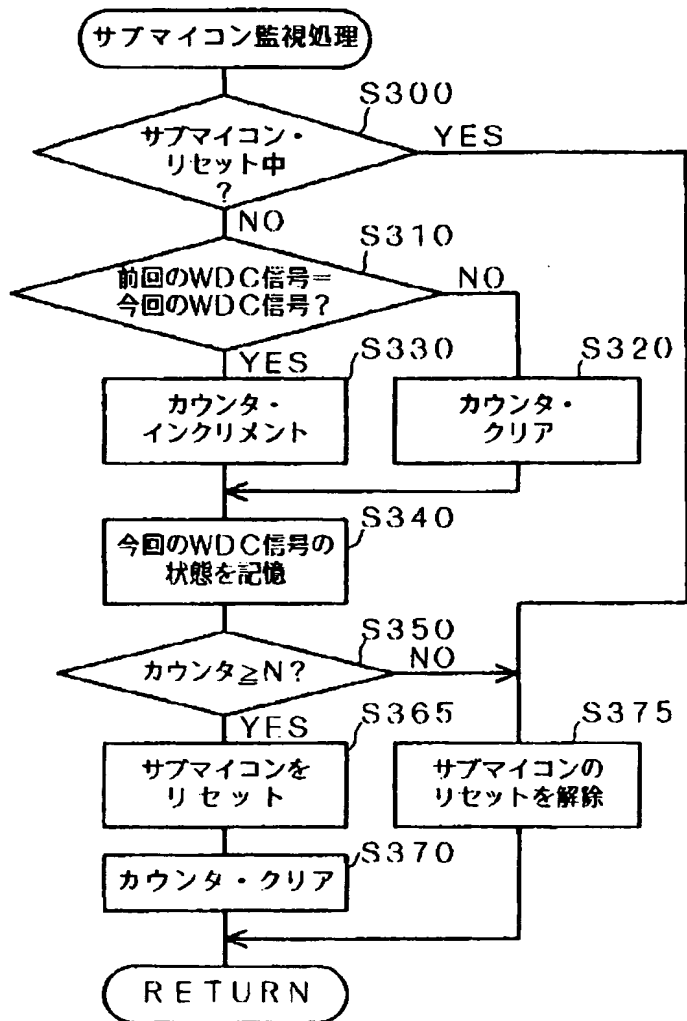 サブマイコン監視処理
S300
サブマイコン・
リセット中
?
YES
NO
S310
前回のWDC信号=
今回のWDC信号?
NO
YES
S330
カウンタ・
インクリメント
S320
カウンタ・
クリア
S340
今回のWDC信号の
状態を記憶
S350
カウンタ≧N?
NO
YES
S365
サブマイコンを
リセット
S375
サブマイコンの
リセットを解除
S370
カウンタ・クリア
RETURN